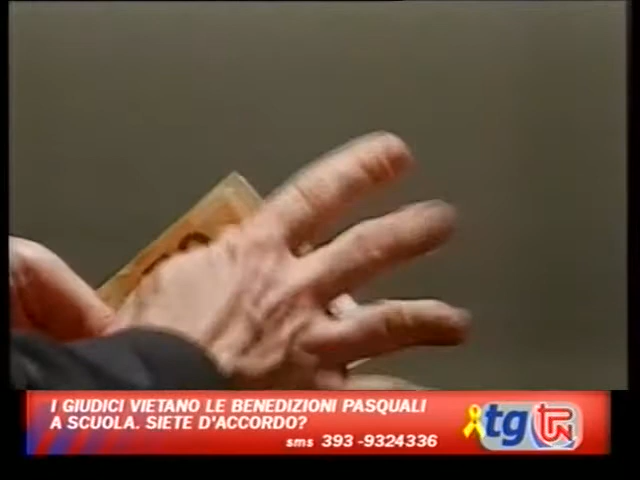 I GIUDICI VIETANO LE BENEDIZIONI PASQUALI
A SCUOLA. SIETE D'ACCORDO?
sms 393 -9324336
tg